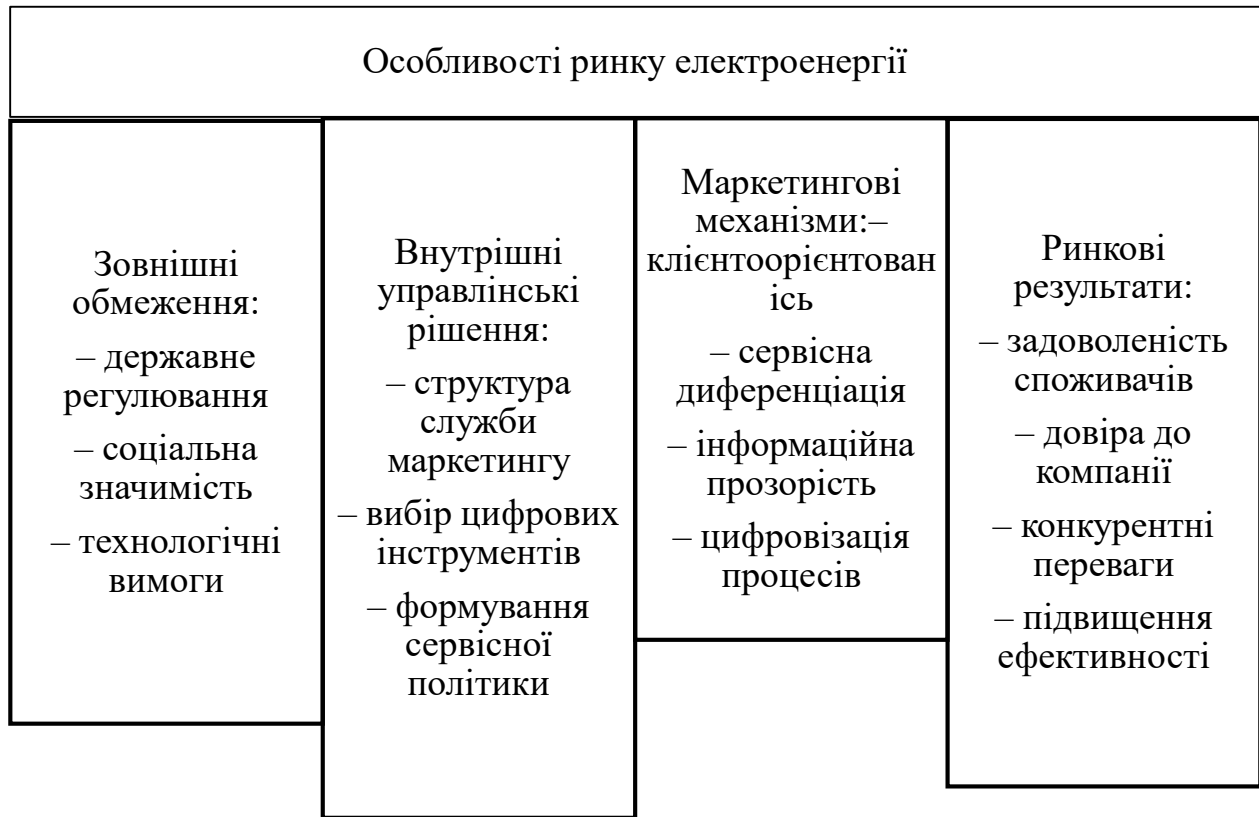 Особливості ринку електроенергії
Зовнішні
обмеження:
– державне
регулювання
– соціальна
значимість
– технологічні
вимоги
Внутрішні
управлінські
рішення:
– структура
служби
маркетингу
– вибір цифрових
інструментів
– формування
сервісної
політики
Маркетингові
механізми:–
клієнтоорієнтован
ісь
– сервісна
диференціація
– інформаційна
прозорість
– цифровізація
процесів
Ринкові
результати:
– задоволеність
споживачів
– довіра до
компанії
– конкурентні
переваги
– підвищення
ефективності